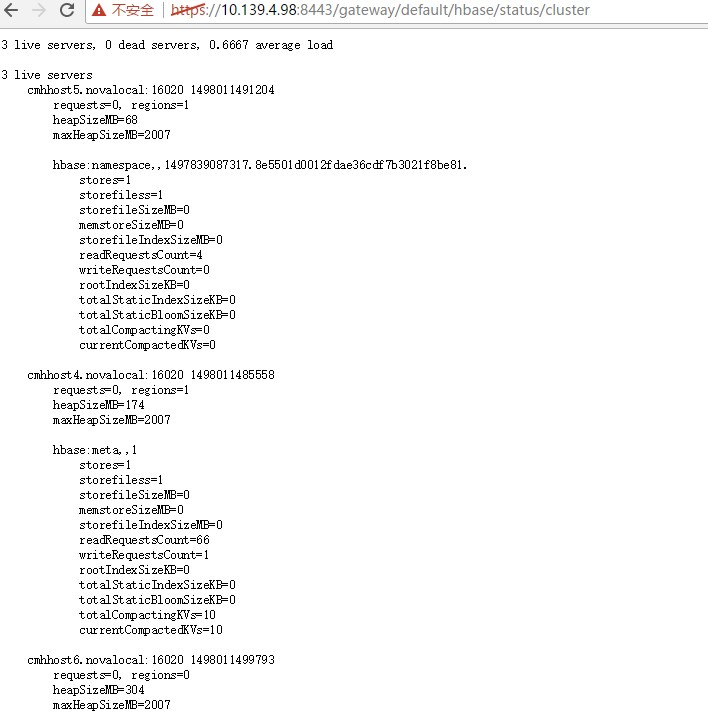 不安全 https://10.139.4.98:8443/gateway/default/hbase/status/cluster
3 live servers, 0 dead servers, 0.6667 average load
3 live servers
cmhhost5.novalocal:16020 1498011491204
requests=0, regions=1
heapSizeMB=68
maxHeapSizeMB=2007
hbase:namespace,,1497839087317.8e5501d0012fdae36cdf7b3021f8be81.
stores=1
storefiless=1
storefileSizeMB=0
memstoreSizeMB=0
storefileIndexSizeMB=0
readRequestsCount=4
writeRequestsCount=0
rootIndexSizeKB=0
totalStaticIndexSizeKB=0
totalStaticBloomSizeKB=0
totalCompactingKVs=0
currentCompactedKVs=0
cmhhost4.novalocal:16020 1498011485558
requests=0, regions=1
heapSizeMB=174
maxHeapSizeMB=2007
hbase:meta,,1
stores=1
storefiless=1
storefileSizeMB=0
memstoreSizeMB=0
storefileIndexSizeMB=0
readRequestsCount=66
writeRequestsCount=1
rootIndexSizeKB=0
totalStaticIndexSizeKB=0
totalStaticBloomSizeKB=0
totalCompactingKVs=10
currentCompactedKVs=10
cmhhost6.novalocal:16020 1498011499793
requests=0, regions=0
heapSizeMB=304
maxHeapSizeMB=2007